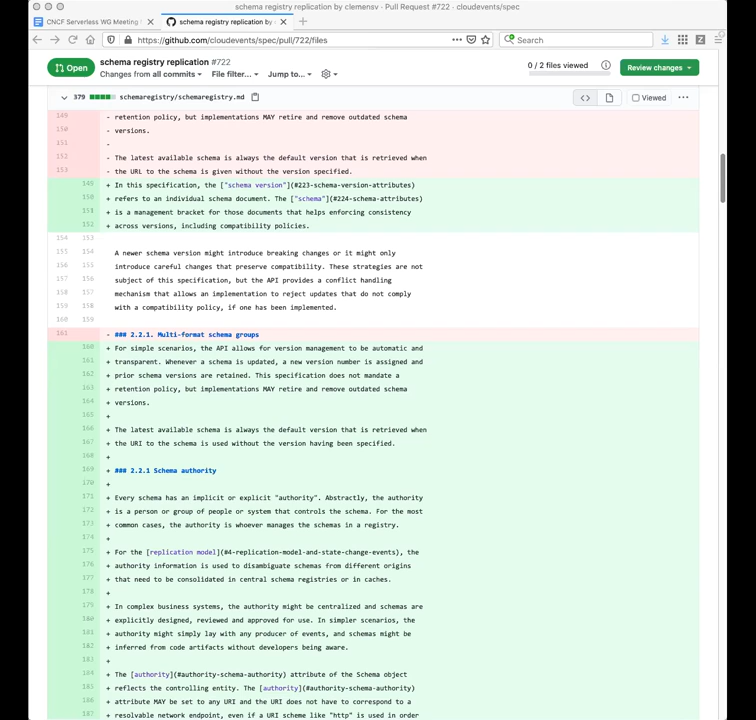 schema registry replication by clemensv · Pull Request #722 · cloudevents/spec
CNCF Serverless WG Meeting
schema registry replication by
https://github.com/cloudevents/spec/pull/722/files
Search
Open
schema registry replication #722
Changes from all commits
File filter...
Jump to...
0 / 2 files viewed
Review changes
379 schemaregistry/schemaregistry.md
Viewed
149 - retention policy, but implementations MAY retire and remove outdated schema
150 - versions.
151 -
152 - The latest available schema is always the default version that is retrieved when
153 - the URL to the schema is given without the version specified.
149 + In this specification, the ["schema version"](#223-schema-version-attributes)
150 + refers to an individual schema document. The ["schema"](#224-schema-attributes)
151 + is a management bracket for those documents that helps enforcing consistency
152 + across versions, including compatibility policies.
154 153
155 154 A newer schema version might introduce breaking changes or it might only
156 155 introduce careful changes that preserve compatibility. These strategies are not
157 156 subject of this specification, but the API provides a conflict handling
158 157 mechanism that allows an implementation to reject updates that do not comply
159 158 with a compatibility policy, if one has been implemented.
160 159
161 - ### 2.2.1. Multi-format schema groups
160 + For simple scenarios, the API allows for version management to be automatic and
161 + transparent. Whenever a schema is updated, a new version number is assigned and
162 + prior schema versions are retained. This specification does not mandate a
163 + retention policy, but implementations MAY retire and remove outdated schema
164 + versions.
165 +
166 + The latest available schema is always the default version that is retrieved when
167 + the URI to the schema is used without the version having been specified.
168 +
169 + ### 2.2.1 Schema authority
170 +
171 + Every schema has an implicit or explicit "authority". Abstractly, the authority
172 + is a person or group of people or system that controls the schema. For the most
173 + common cases, the authority is whoever manages the schemas in a registry.
174 +
175 + For the [replication model](#4-replication-model-and-state-change-events), the
176 + authority information is used to disambiguate schemas from different origins
177 + that need to be consolidated in central schema registries or in caches.
178 +
179 + In complex business systems, the authority might be centralized and schemas are
180 + explicitly designed, reviewed and approved for use. In simpler scenarios, the
181 + authority might simply lay with any producer of events, and schemas might be
182 + inferred from code artifacts without developers being aware.
183 +
184 + The [authority](#authority-schema-authority) attribute of the Schema object
185 + reflects the controlling entity. The [authority](#authority-schema-authority)
186 + attribute MAY be set to any URI and the URI does not have to correspond to a
187 + resolvable network endpoint, even if a URI scheme like "http" is used in order